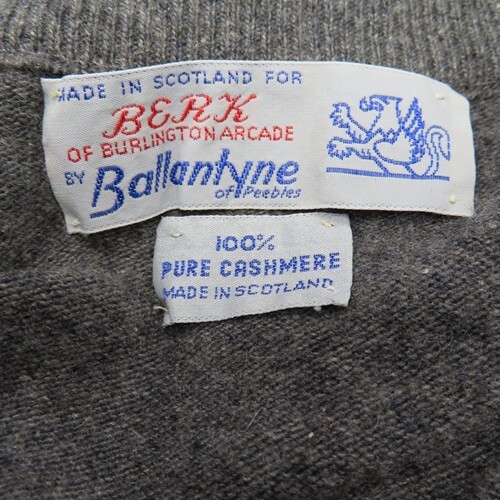 MADE IN SCOTLAND FOR
BERK
OF BURLINGTON ARCADE
BY Ballantyne
of Peebles
100%
PURE CASHMERE
MADE IN SCOTLAND